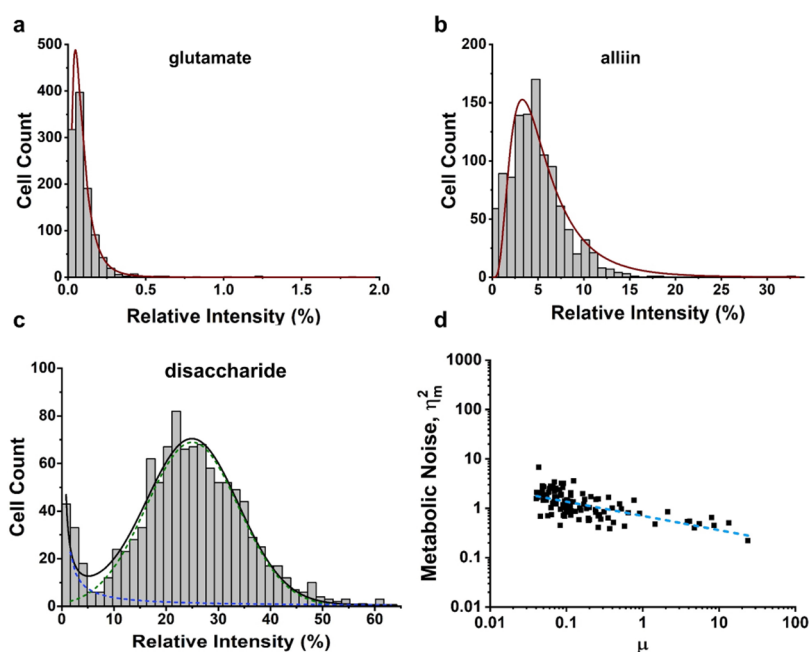 a
glutamate
500
400
300
200
100
0
0.0 0.5 1.0 1.5 2.0
Cell Count
Relative Intensity (%)
b
alliin
200
150
100
50
0
0 5 10 15 20 25 30
Cell Count
Relative Intensity (%)
c
disaccharide
100
80
60
40
20
0
0 10 20 30 40 50 60
Cell Count
Relative Intensity (%)
d
1000
100
10
1
0.1
0.01
0.01 0.1 1 10 100
Metabolic Noise, η²ₘ
μ